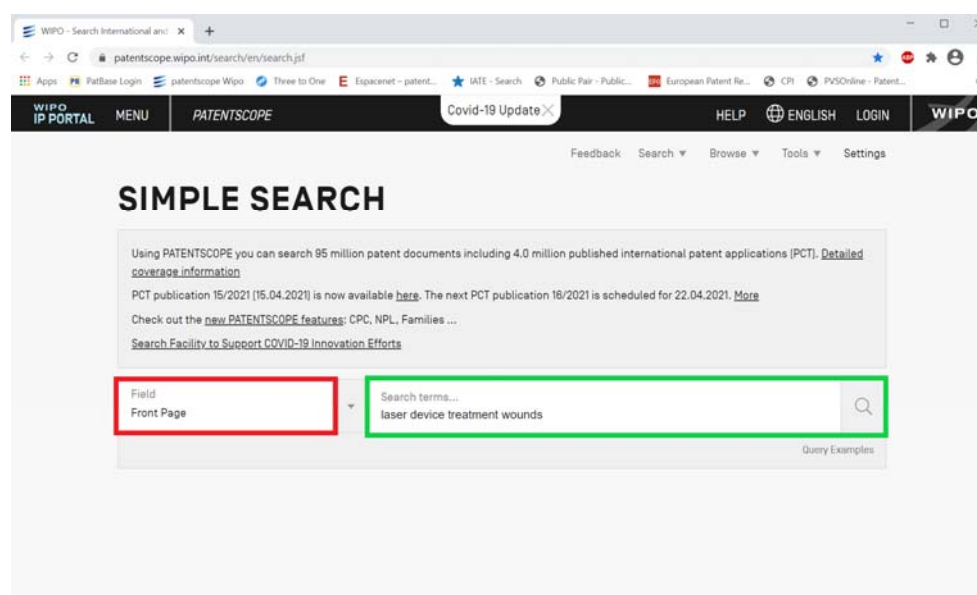 WIPO - Search International and
patentscope.wipo.int/search/en/search.jsf
Apps PB PatBase Login patentscope Wipo Three to One E Espacenet – patent... IATE - Search Public Pair - Public... European Patent Re... CPI PVSOnline - Patent...
WIPO
IP PORTAL MENU PATENTSCOPE Covid-19 Update HELP ENGLISH LOGIN WIPO
Feedback Search Browse Tools Settings
SIMPLE SEARCH
Using PATENTSCOPE you can search 95 million patent documents including 4.0 million published international patent applications (PCT). Detailed
coverage information
PCT publication 15/2021 (15.04.2021) is now available here. The next PCT publication 16/2021 is scheduled for 22.04.2021. More
Check out the new PATENTSCOPE features: CPC, NPL, Families ...
Search Facility to Support COVID-19 Innovation Efforts
Field
Front Page
Search terms...
laser device treatment wounds
Query Examples